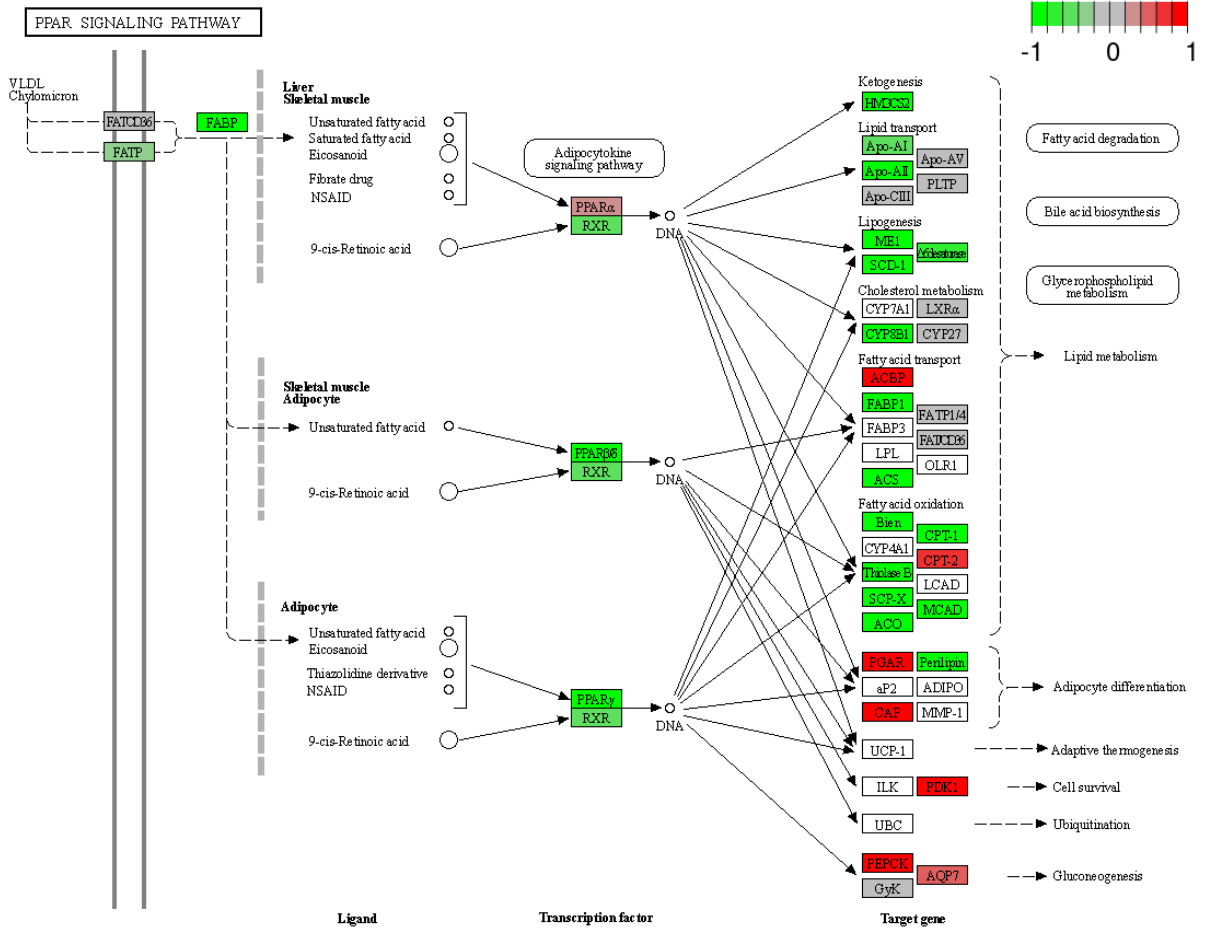 PPAR SIGNALING PATHWAY
-1 0 1
VLDL
Chylomicron
FATCD36
FATP
FABP
Liver
Skeletal muscle
Unsaturated fatty acid
Saturated fatty acid
Eicosanoid
Fibrate drug
NSAID
9-cis-Retinoic acid
Adipocytokine
signaling pathway
PPARα
RXR
DNA
Skeletal muscle
Adipocyte
Unsaturated fatty acid
9-cis-Retinoic acid
PPARβ/δ
RXR
DNA
Adipocyte
Unsaturated fatty acid
Eicosanoid
Thiazolidine derivative
NSAID
9-cis-Retinoic acid
PPARγ
RXR
DNA
Ketogenesis
HMGCS2
Lipid transport
Apo-AI
Apo-AII
Apo-AV
Apo-CIII
PLTP
Lipogenesis
ME1
SCD-1
Δ6desaturase
Cholesterol metabolism
CYP7A1
LXRα
CYP8B1
CYP27
Fatty acid transport
ACBP
FABP1
FATP1/4
FABP3
FATCD36
LPL
OLR1
ACS
Fatty acid oxidation
Bien
CPT-1
CYP4A1
CPT-2
Thiolase B
LCAD
SCP-X
MCAD
ACO
PGAR
Perilipin
aP2
ADIPO
CAP
MMP-1
UCP-1
ILK
PDK1
UBC
PEPCK
AQP7
GyK
Fatty acid degradation
Bile acid biosynthesis
Glycerophospholipid
metabolism
Lipid metabolism
Adipocyte differentiation
Adaptive thermogenesis
Cell survival
Ubiquitination
Gluconeogenesis
Ligand
Transcription factor
Target gene